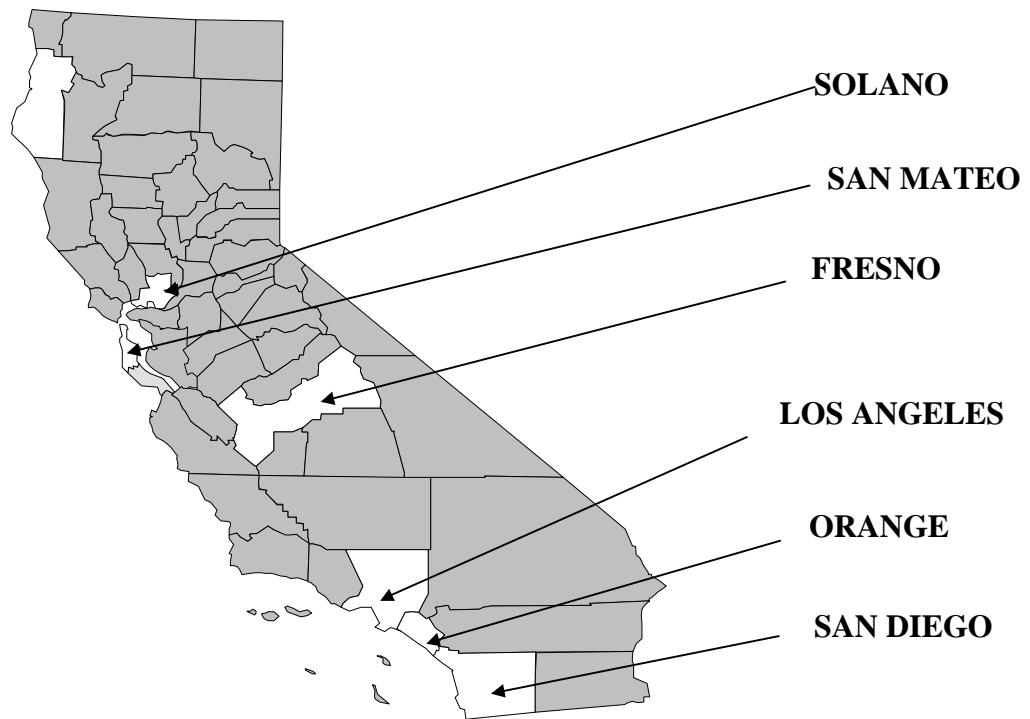 SOLANO
SAN MATEO
FRESNO
LOS ANGELES
ORANGE
SAN DIEGO